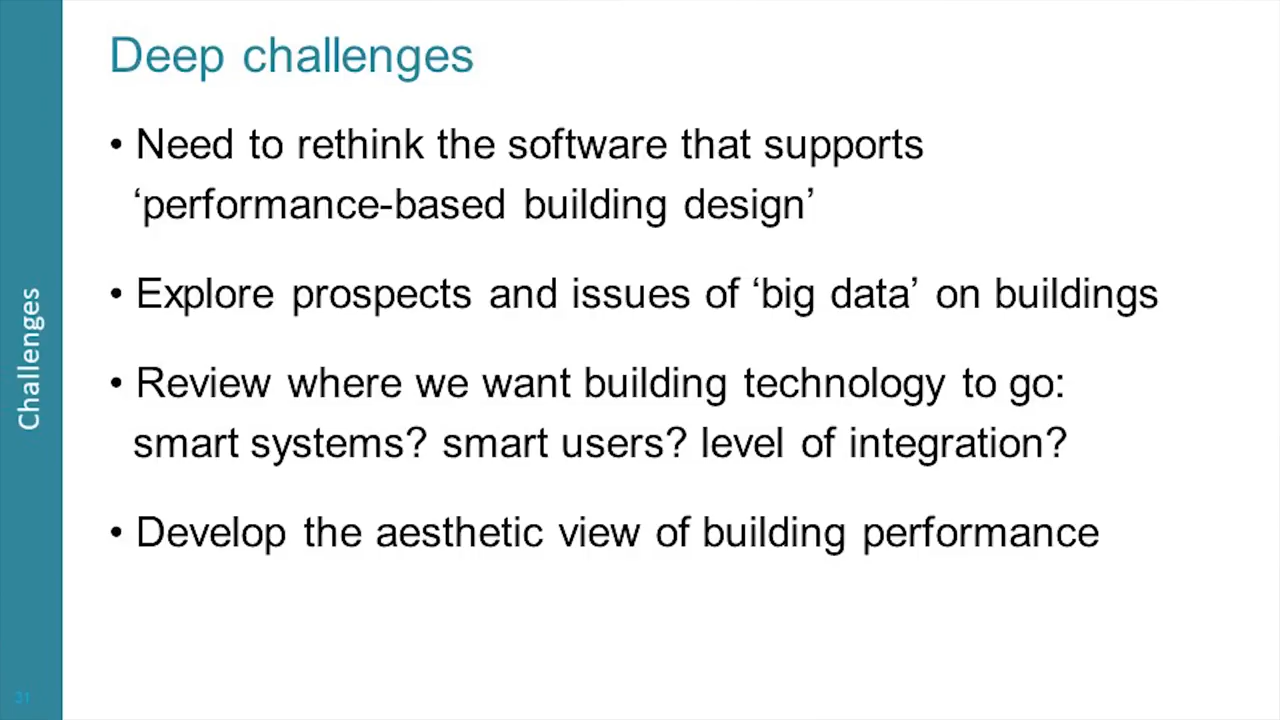 Deep challenges
• Need to rethink the software that supports
‘performance-based building design’
• Explore prospects and issues of ‘big data’ on buildings
• Review where we want building technology to go:
smart systems? smart users? level of integration?
• Develop the aesthetic view of building performance
Challenges
31